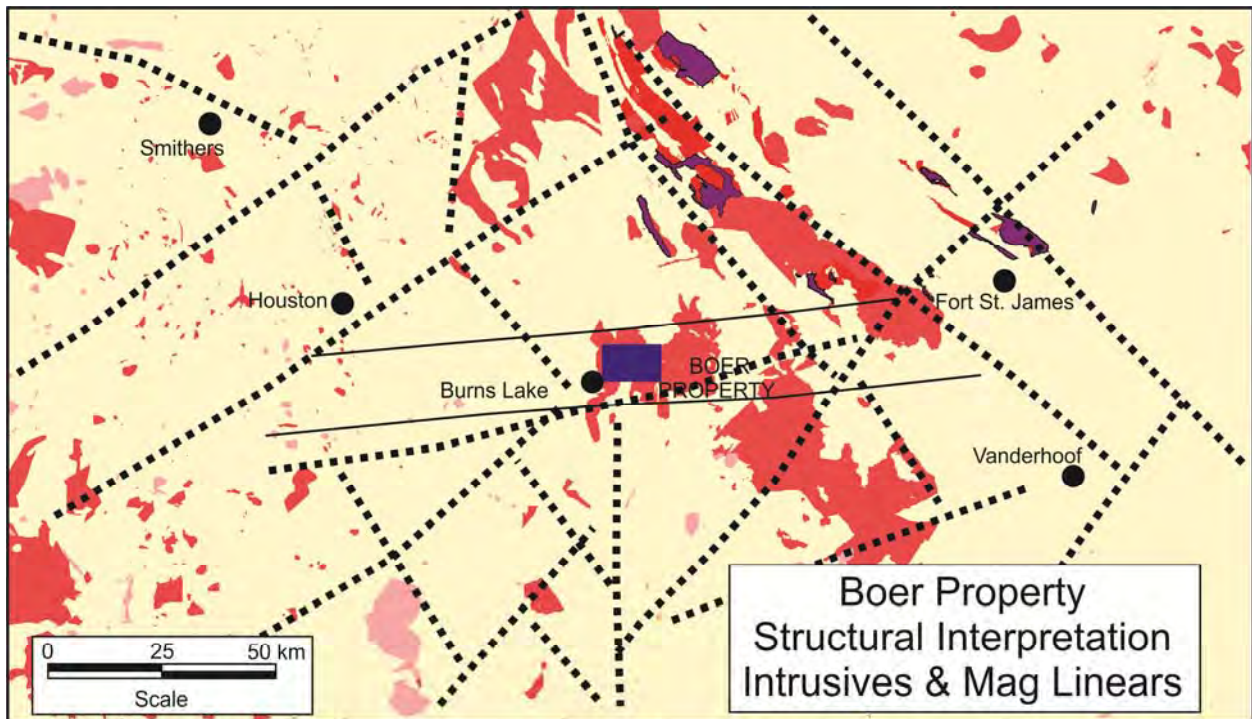 Smithers
Houston
Fort St. James
BOER
PROPERTY
Burns Lake
Vanderhoof
0 25 50 km
Scale
Boer Property
Structural Interpretation
Intrusives & Mag Linears